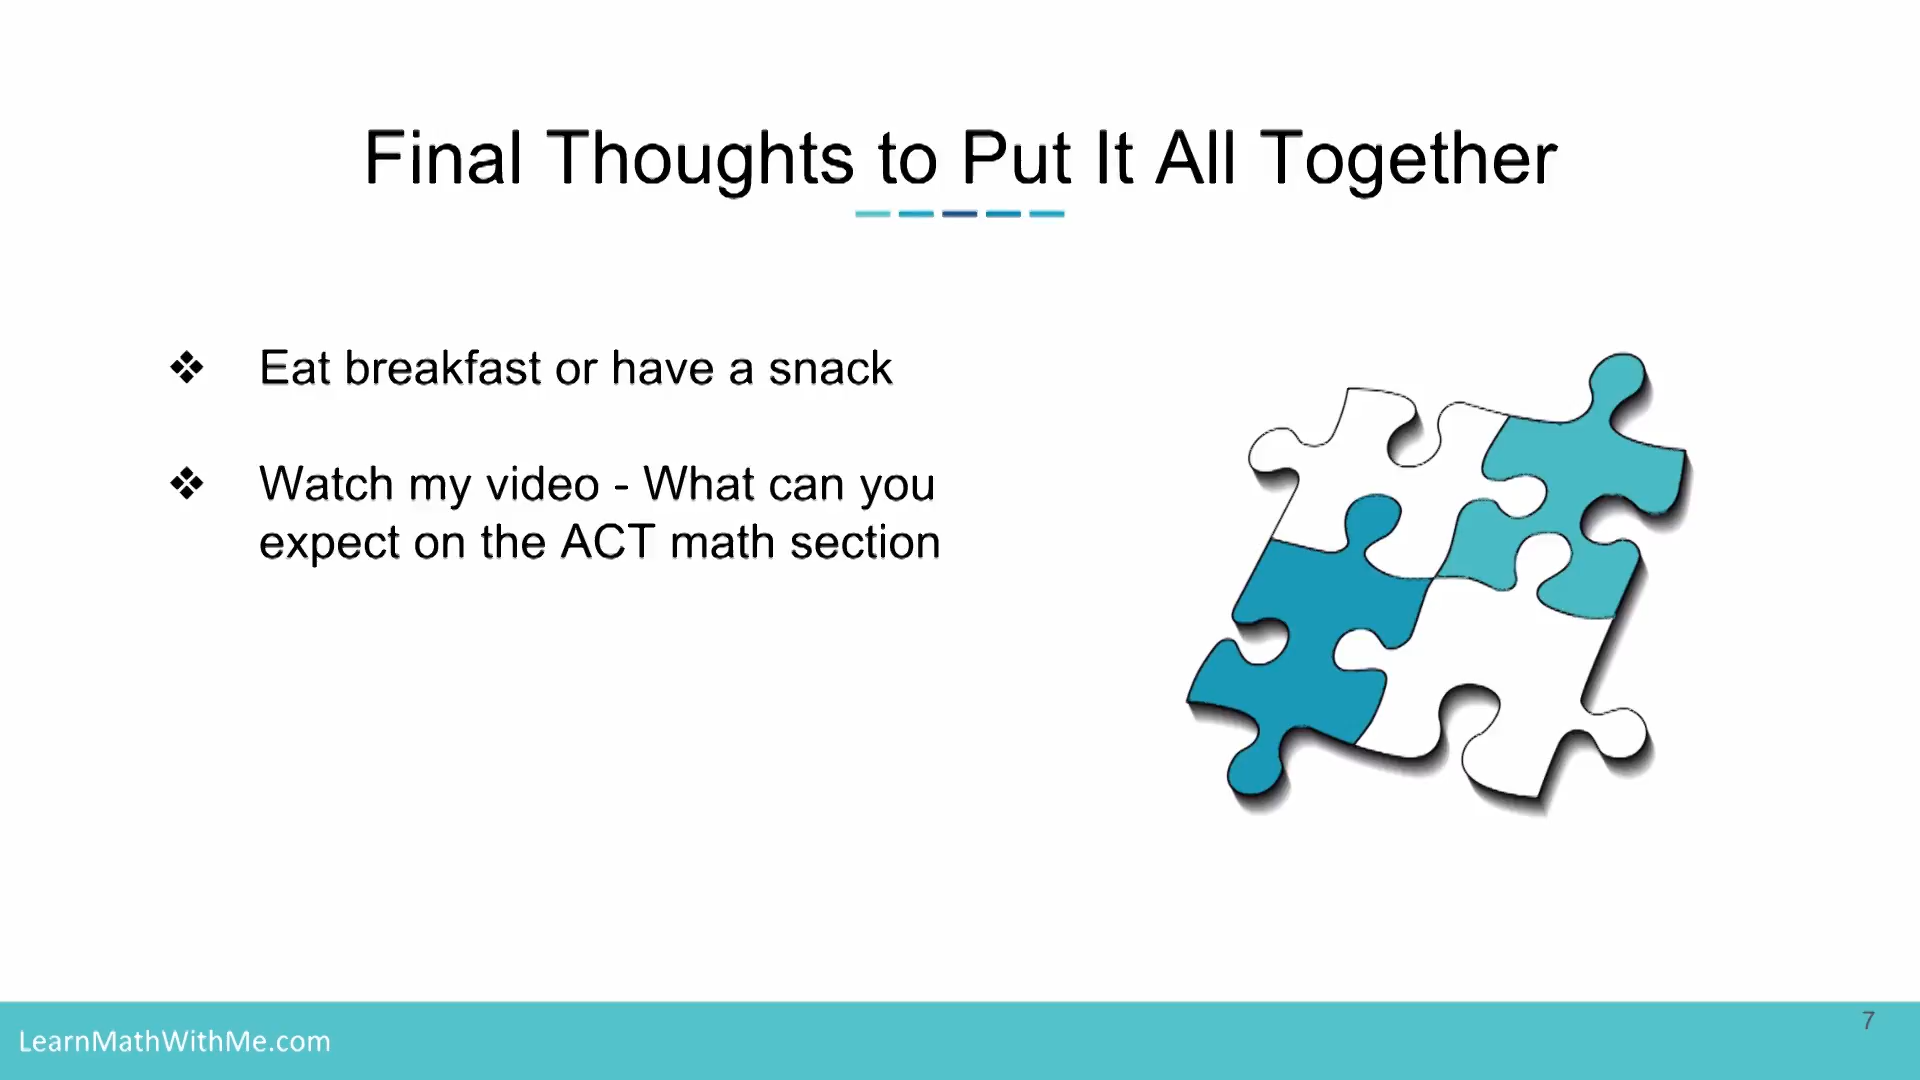 Final Thoughts to Put It All Together
❖ Eat breakfast or have a snack
❖ Watch my video - What can you
expect on the ACT math section
LearnMathWithMe.com
7